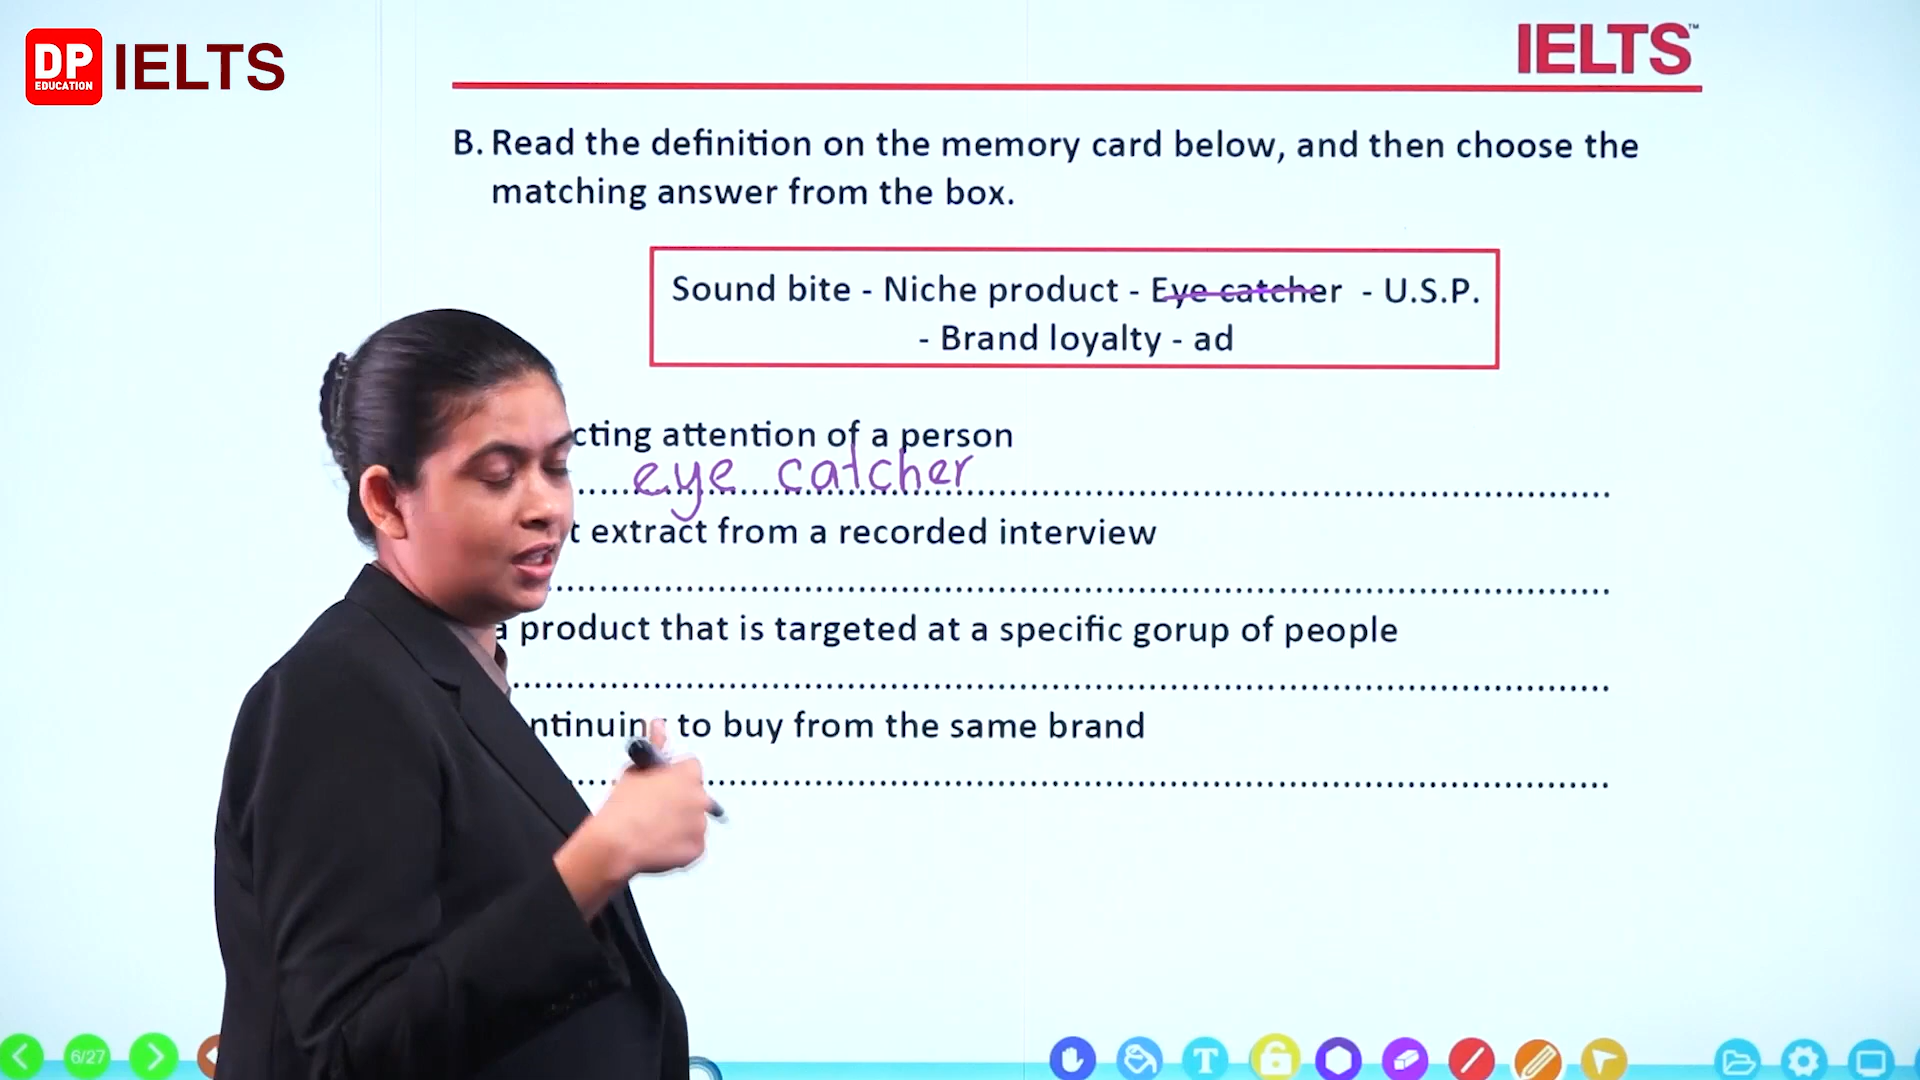 DP EDUCATION IELTS
IELTS™
B. Read the definition on the memory card below, and then choose the
matching answer from the box.
Sound bite - Niche product - Eye catcher - U.S.P.
- Brand loyalty - ad
cting attention of a person
eye catcher
t extract from a recorded interview
a product that is targeted at a specific gorup of people
ntinuing to buy from the same brand
6/27
T